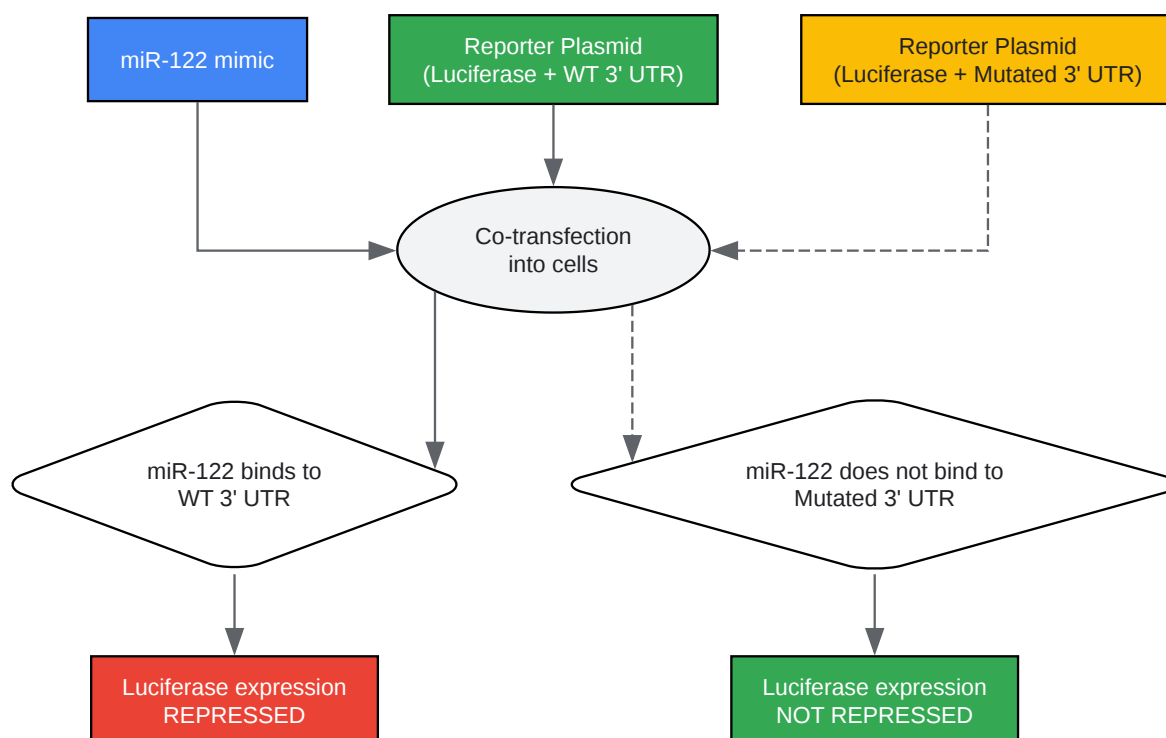 miR-122 mimic
Reporter Plasmid
(Luciferase + WT 3' UTR)
Reporter Plasmid
(Luciferase + Mutated 3' UTR)
Co-transfection
into cells
miR-122 binds to
WT 3' UTR
miR-122 does not bind to
Mutated 3' UTR
Luciferase expression
REPRESSED
Luciferase expression
NOT REPRESSED